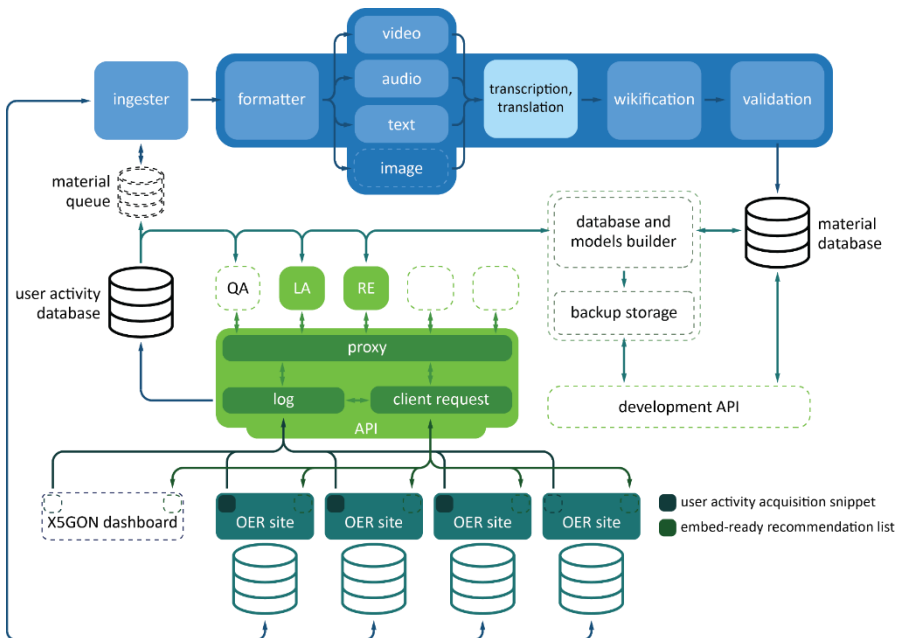 video
ingester
formatter
audio
transcription,
translation
wikification
validation
text
image
material
queue
database and
models builder
material
database
user activity
database
QA
LA
RE
backup storage
proxy
log
client request
API
development API
X5GON dashboard
OER site
OER site
OER site
OER site
user activity acquisition snippet
embed-ready recommendation list